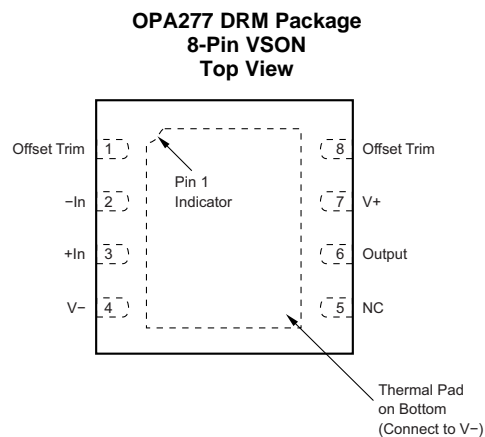 OPA277 DRM Package
8-Pin VSON
Top View
Offset Trim 1
8 Offset Trim
Pin 1
Indicator
−In 2
7 V+
+In 3
6 Output
V− 4
5 NC
Thermal Pad
on Bottom
(Connect to V−)